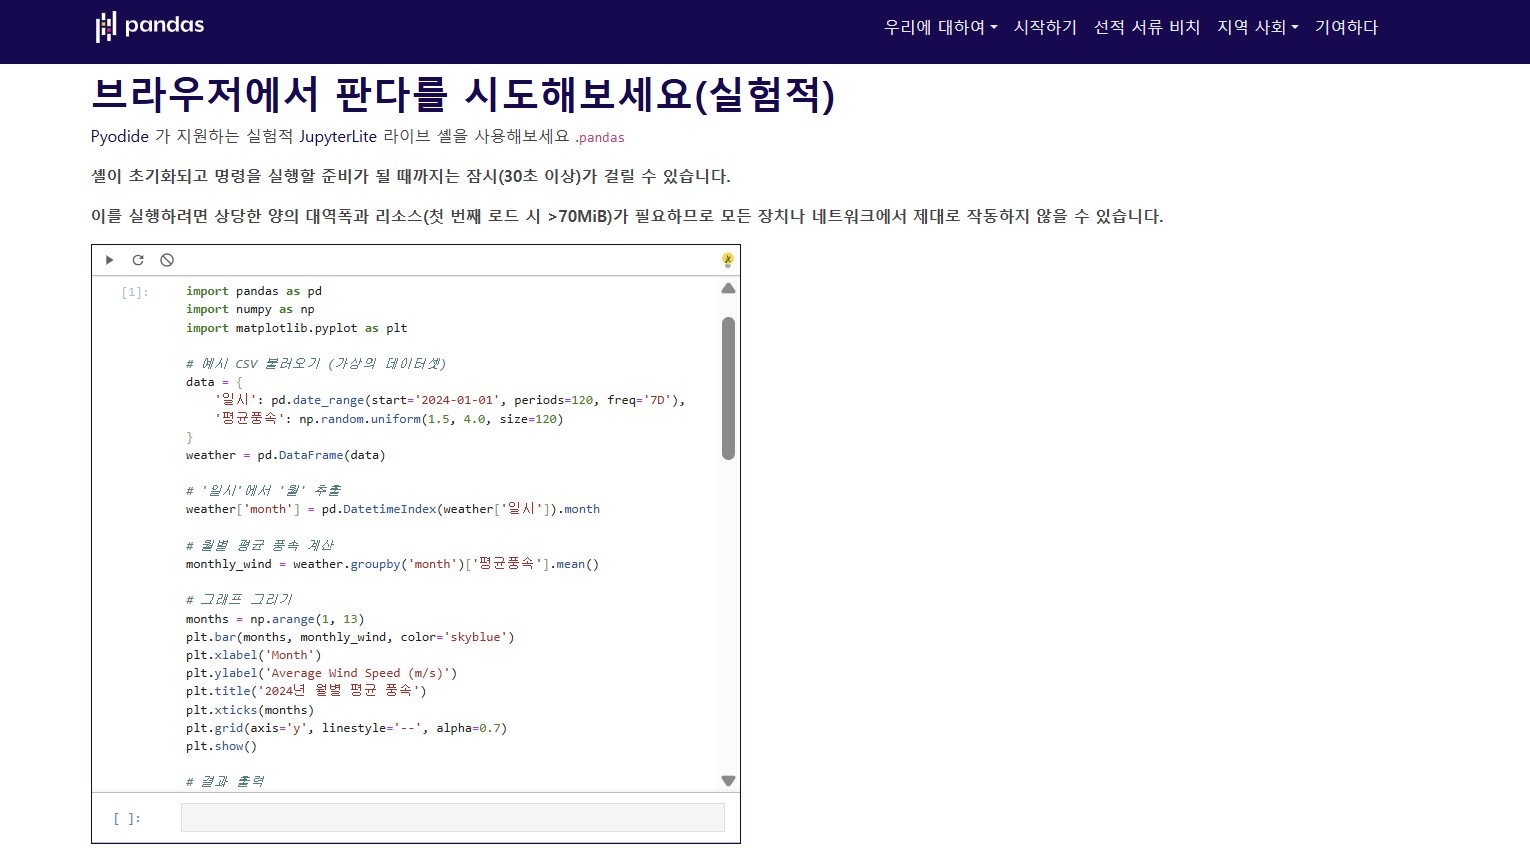 pandas
우리에 대하여 시작하기 선적 서류 비치 지역 사회 기여하다
브라우저에서 판다를 시도해보세요(실험적)
Pyodide 가 지원하는 실험적 JupyterLite 라이브 셸을 사용해보세요 .pandas
셸이 초기화되고 명령을 실행할 준비가 될 때까지는 잠시(30초 이상)가 걸릴 수 있습니다.
이를 실행하려면 상당한 양의 대역폭과 리소스(첫 번째 로드 시 >70MiB)가 필요하므로 모든 장치나 네트워크에서 제대로 작동하지 않을 수 있습니다.
[1]: import pandas as pd
import numpy as np
import matplotlib.pyplot as plt
# 예시 CSV 불러오기 (가상의 데이터셋)
data = {
'일시': pd.date_range(start='2024-01-01', periods=120, freq='7D'),
'평균풍속': np.random.uniform(1.5, 4.0, size=120)
}
weather = pd.DataFrame(data)
# '일시'에서 '월' 추출
weather['month'] = pd.DatetimeIndex(weather['일시']).month
# 월별 평균 풍속 계산
monthly_wind = weather.groupby('month')['평균풍속'].mean()
# 그래프 그리기
months = np.arange(1, 13)
plt.bar(months, monthly_wind, color='skyblue')
plt.xlabel('Month')
plt.ylabel('Average Wind Speed (m/s)')
plt.title('2024년 월별 평균 풍속')
plt.xticks(months)
plt.grid(axis='y', linestyle='--', alpha=0.7)
plt.show()
# 결과 출력
[ ]: